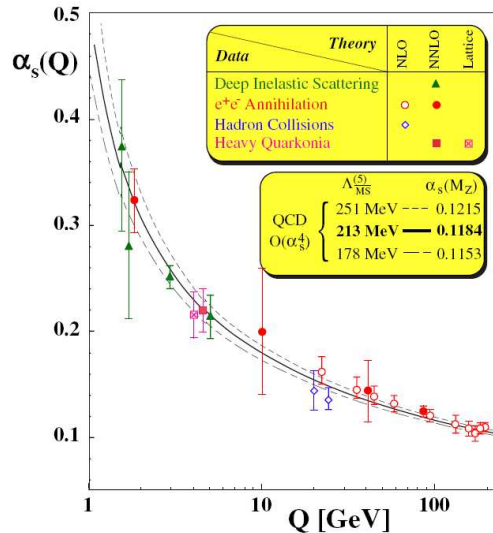 0.5
αs(Q)
Data Theory NLO NNLO Lattice
Deep Inelastic Scattering
e+e- Annihilation
Hadron Collisions
Heavy Quarkonia
0.4
Λ(5)MS αs(MZ)
QCD O(αs4)
251 MeV 0.1215
213 MeV 0.1184
178 MeV 0.1153
0.3
0.2
0.1
1 10 100
Q [GeV]